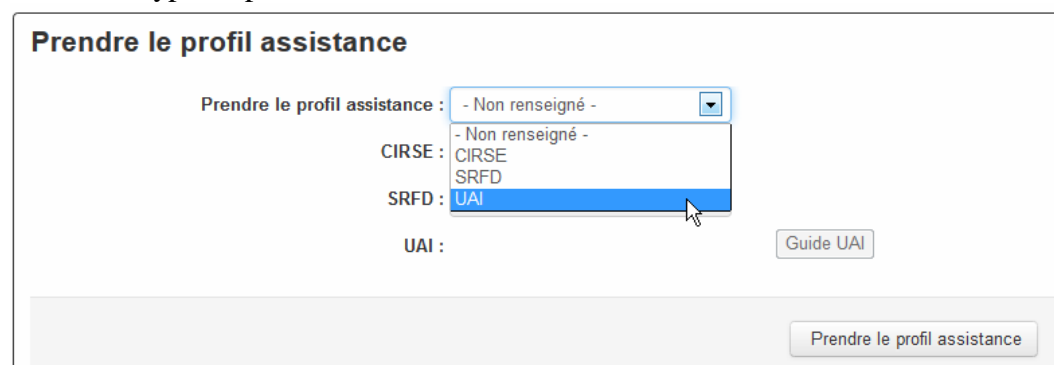 Prendre le profil assistance
Prendre le profil assistance : - Non renseigné -
- Non renseigné -
CIRSE : CIRSE
SRFD
SRFD : UAI
UAI : Guide UAI
Prendre le profil assistance